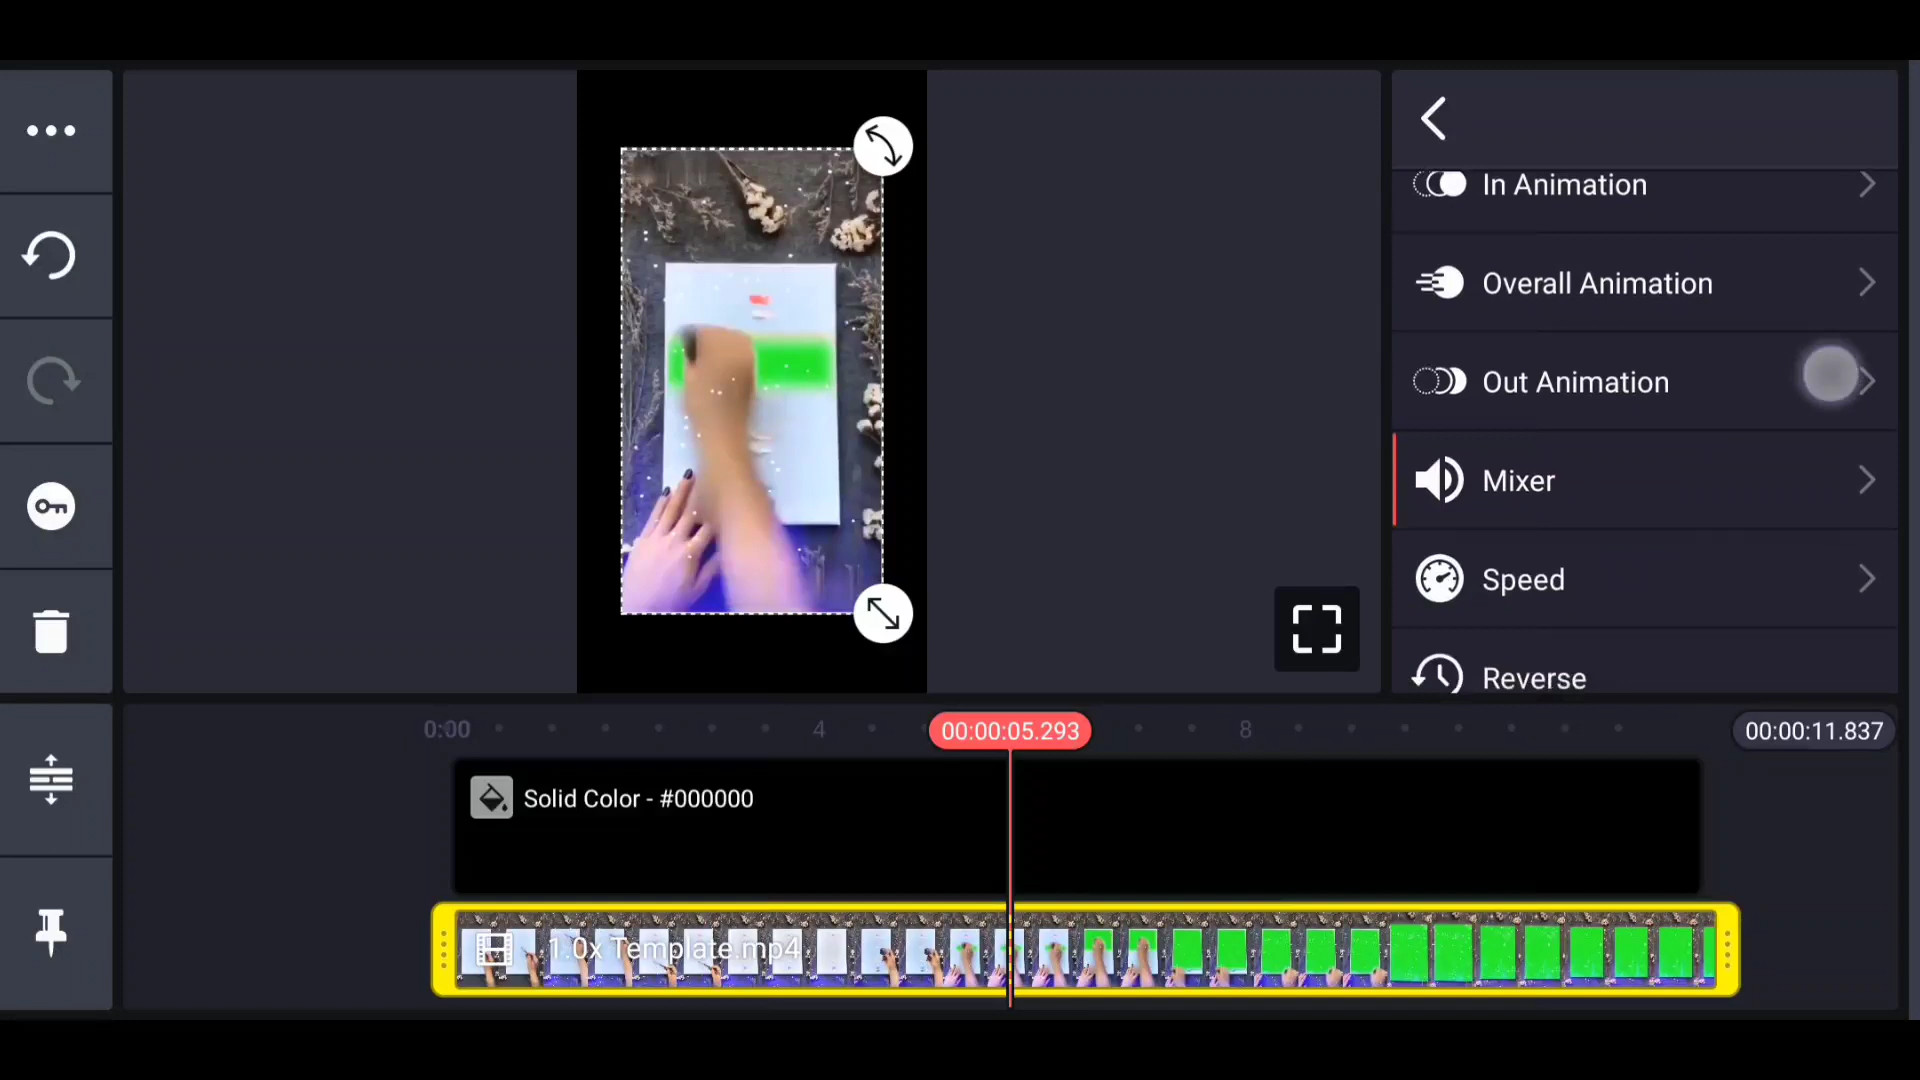 In Animation
Overall Animation
Out Animation
Mixer
Speed
Reverse
0:00
4
00:00:05.293
8
00:00:11.837
Solid Color - #000000
1.0x Template.mp4